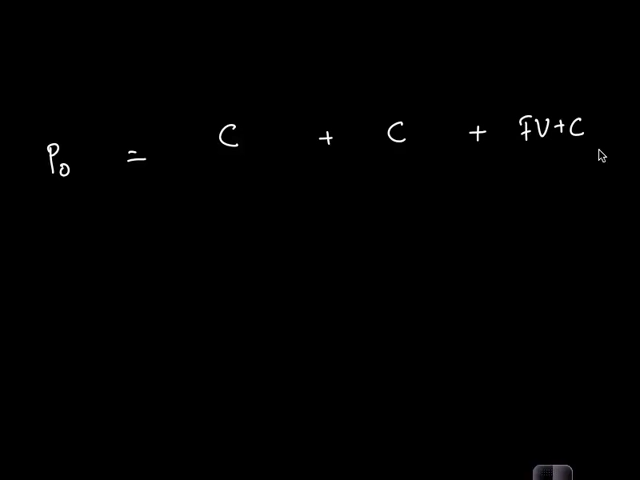 P₀ = C + C + FV+C